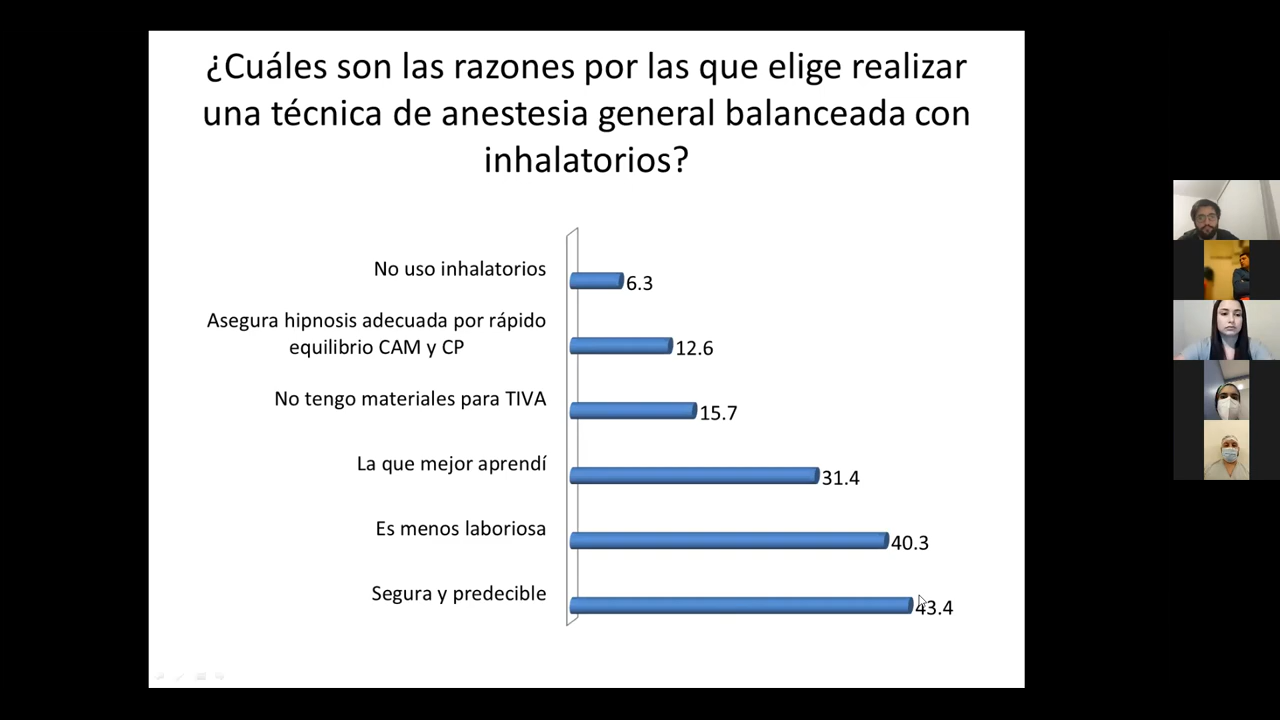 ¿Cuáles son las razones por las que elige realizar
una técnica de anestesia general balanceada con
inhalatorios?
No uso inhalatorios
6.3
Asegura hipnosis adecuada por rápido
equilibrio CAM y CP
12.6
No tengo materiales para TIVA
15.7
La que mejor aprendí
31.4
Es menos laboriosa
40.3
Segura y predecible
43.4